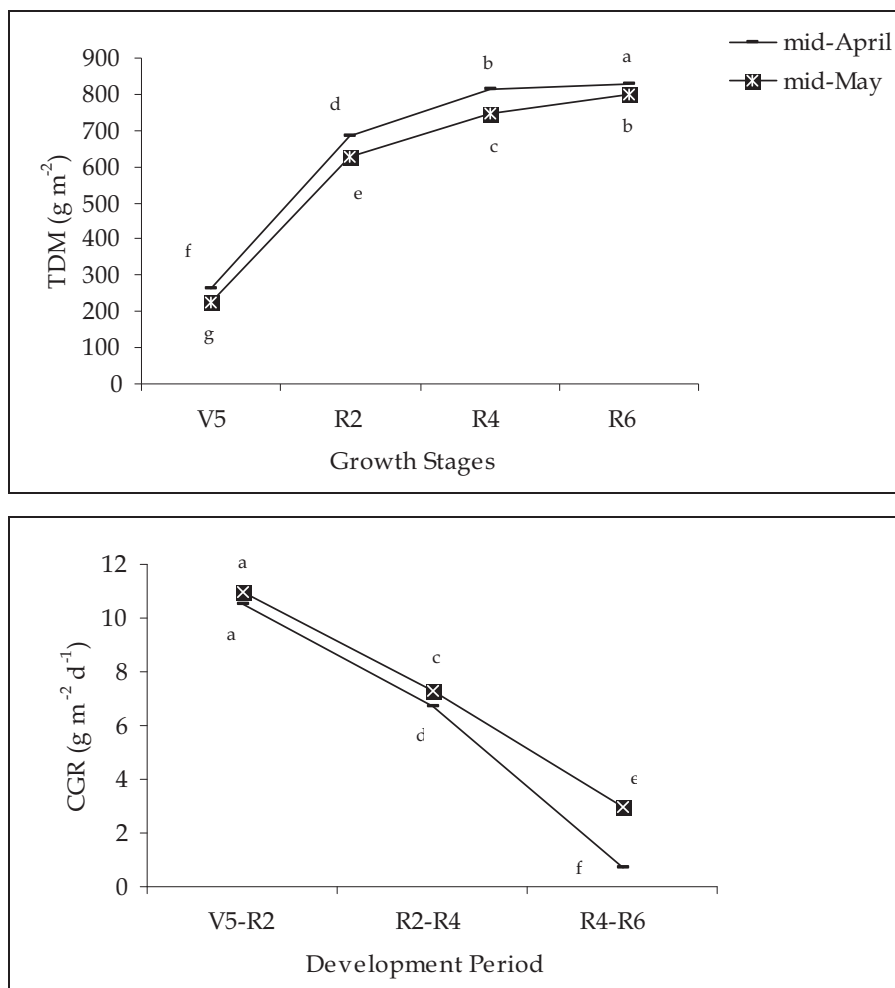 900
800
700
600
500
400
300
200
100
0
TDM (g m-2)
f
g
d
e
b
c
a
b
V5 R2 R4 R6
Growth Stages
mid-April
mid-May
12
10
8
6
4
2
0
CGR (g m-2 d-1)
a
a
c
d
e
f
V5-R2 R2-R4 R4-R6
Development Period